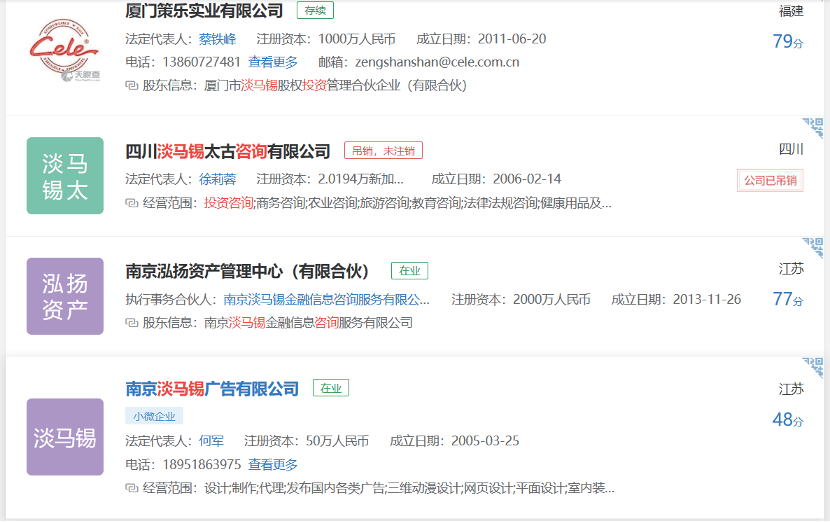 厦门策乐实业有限公司 存续 福建
法定代表人：蔡铁峰 注册资本：1000万人民币 成立日期：2011-06-20 79分
电话：13860727481 查看更多 邮箱：zengshanshan@cele.com.cn
股东信息：厦门市淡马锡股权投资管理合伙企业（有限合伙）
Cele
天眼查
四川淡马锡太古咨询有限公司 吊销，未注销 四川
淡马
锡太
法定代表人：徐莉蓉 注册资本：2.0194万新加... 成立日期：2006-02-14 公司已吊销
经营范围：投资咨询;商务咨询;农业咨询;旅游咨询;教育咨询;法律法规咨询;健康用品及...
南京泓扬资产管理中心（有限合伙） 在业 江苏
泓扬
资产
执行事务合伙人：南京淡马锡金融信息咨询服务有限公... 注册资本：2000万人民币 成立日期：2013-11-26 77分
股东信息：南京淡马锡金融信息咨询服务有限公司
南京淡马锡广告有限公司 在业 江苏
小微企业 48分
淡马锡
法定代表人：何军 注册资本：50万人民币 成立日期：2005-03-25
电话：18951863975 查看更多
经营范围：设计;制作;代理;发布国内各类广告;三维动漫设计;网页设计;平面设计;室内装...